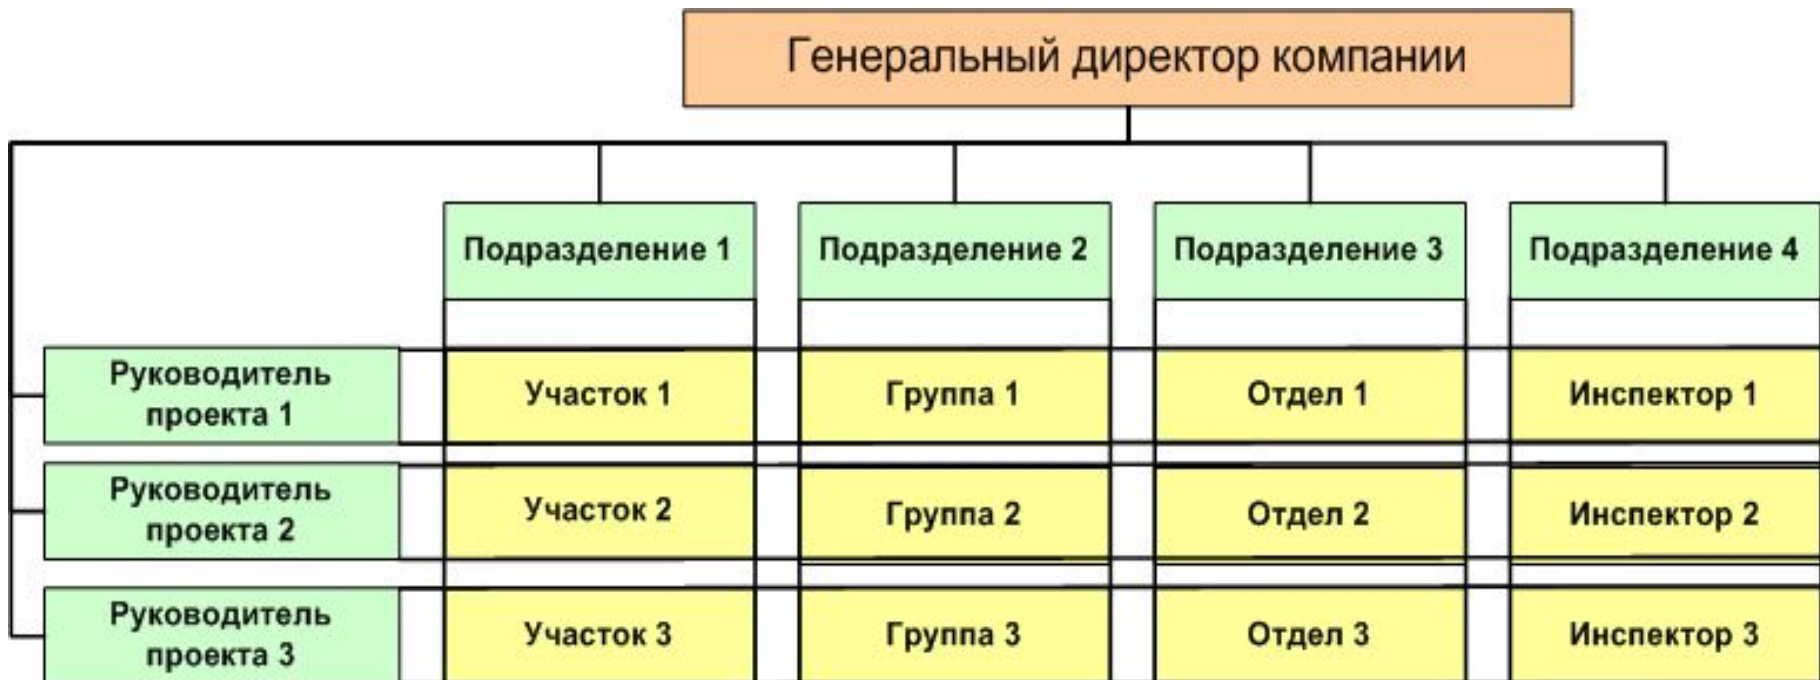 Генеральный директор компании
Подразделение 1
Подразделение 2
Подразделение 3
Подразделение 4
Руководитель
проекта 1
Участок 1
Группа 1
Отдел 1
Инспектор 1
Руководитель
проекта 2
Участок 2
Группа 2
Отдел 2
Инспектор 2
Руководитель
проекта 3
Участок 3
Группа 3
Отдел 3
Инспектор 3